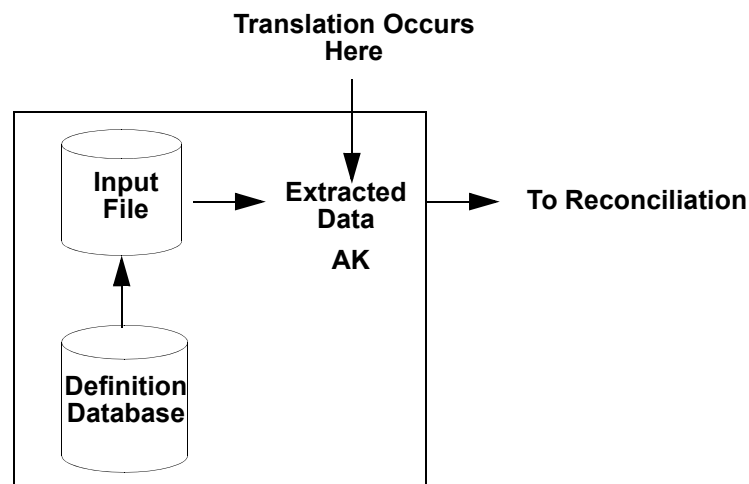 Translation Occurs
Here
Input
File
Extracted
Data
AK
To Reconciliation
Definition
Database